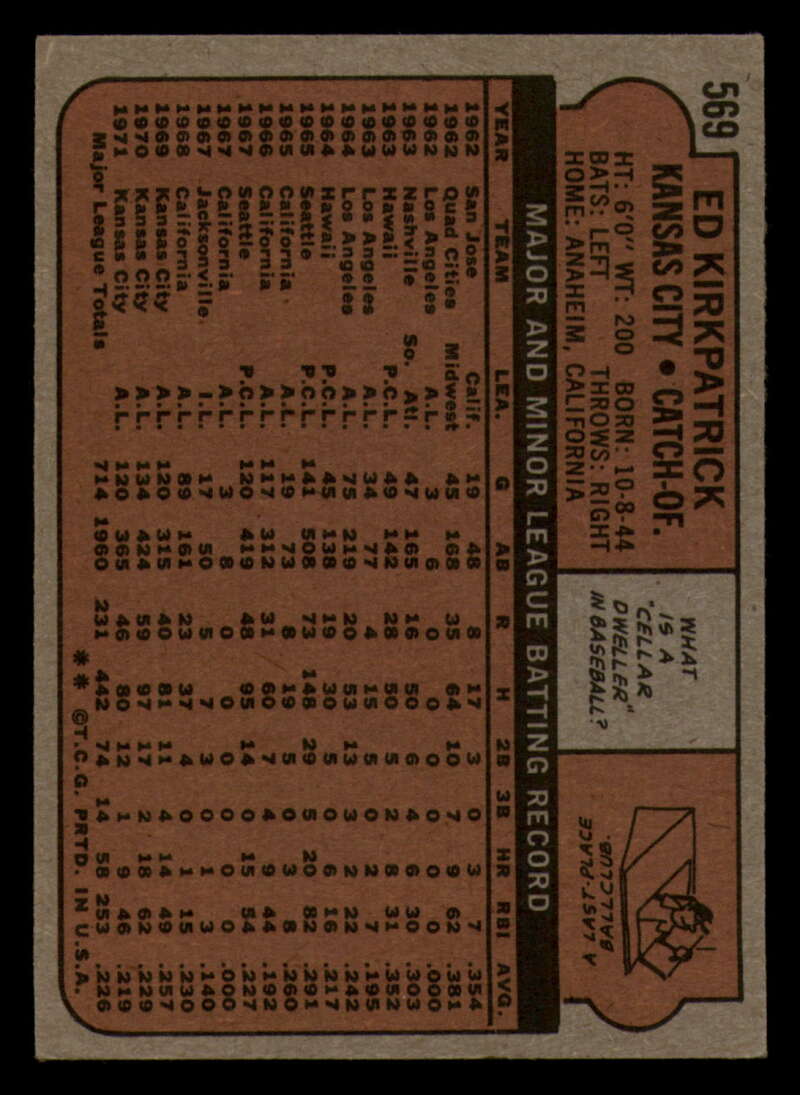 569
ED KIRKPATRICK
KANSAS CITY • CATCH-OF.
HT: 6'0" WT: 200 BORN: 10-8-44
BATS: LEFT THROWS: RIGHT
HOME: ANAHEIM, CALIFORNIA
WHAT
IS A
"CELLAR
DWELLER"
IN BASEBALL?
A LAST-PLACE
BALLCLUB.
MAJOR AND MINOR LEAGUE BATTING RECORD
YEAR TEAM LEA. G AB R H 2B 3B HR RBI AVG.
1962 San Jose Calif. 19 48 8 17 3 0 3 7 .354
1962 Quad Cities Midwest 45 168 35 64 10 7 9 62 .381
1962 Los Angeles A.L. 3 6 0 0 0 0 0 0 .000
1963 Nashville So. Atl. 47 165 16 50 6 4 6 30 .303
1963 Hawaii P.C.L. 49 142 28 50 5 2 8 31 .352
1963 Los Angeles A.L. 34 77 4 15 5 0 2 7 .195
1964 Los Angeles A.L. 75 219 20 53 13 3 2 22 .242
1964 Hawaii P.C.L. 45 138 19 30 5 0 6 16 .217
1965 Seattle P.C.L. 141 508 73 148 29 5 20 82 .291
1965 California A.L. 19 73 8 19 5 0 3 8 .260
1966 California A.L. 117 312 31 60 7 4 9 44 .192
1967 Seattle P.C.L. 120 419 48 95 14 0 15 54 .227
1967 California A.L. 3 8 0 0 0 0 0 0 .000
1967 Jacksonville I.L. 17 50 5 7 3 0 1 3 .140
1968 California A.L. 89 161 23 37 4 0 1 15 .230
1969 Kansas City A.L. 120 315 40 81 11 4 14 49 .257
1970 Kansas City A.L. 134 424 59 97 17 2 18 62 .229
1971 Kansas City A.L. 120 365 46 80 12 1 9 46 .219
Major League Totals 714 1960 231 442 74 14 58 253 .226
** ©T.C.G. PRTD. IN U.S.A.